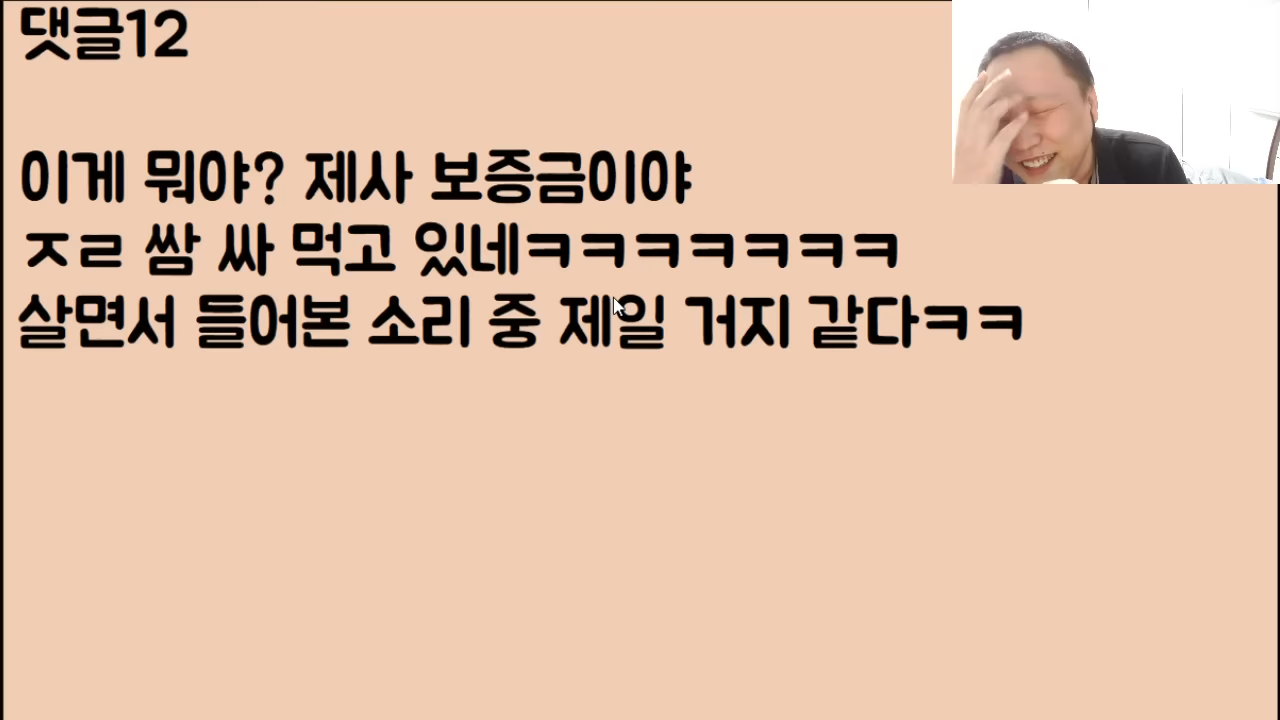 댓글12
이게 뭐야? 제사 보증금이야
ㅈㄹ 쌈 싸 먹고 있네ㅋㅋㅋㅋㅋㅋㅋ
살면서 들어본 소리 중 제일 거지 같다ㅋㅋ